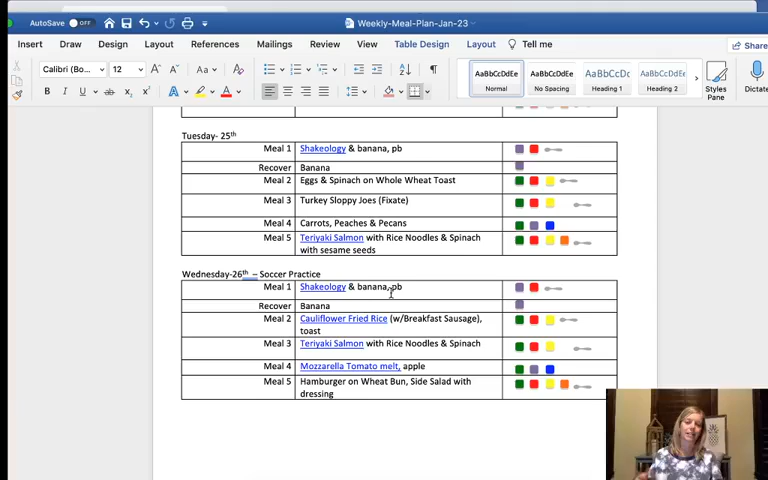 AutoSave OFF
Weekly-Meal-Plan-Jan-23
Insert Draw Design Layout References Mailings Review View Table Design Layout Tell me
Share
Calibri (Bo... 12
AaBbCcDdEe AaBbCcDdEe AaBbCcDc AaBbCcDdEe
Normal No Spacing Heading 1 Heading 2
Styles Pane
Dictate
Tuesday- 25th
Meal 1 Shakeology & banana, pb
Recover Banana
Meal 2 Eggs & Spinach on Whole Wheat Toast
Meal 3 Turkey Sloppy Joes (Fixate)
Meal 4 Carrots, Peaches & Pecans
Meal 5 Teriyaki Salmon with Rice Noodles & Spinach
with sesame seeds
Wednesday-26th – Soccer Practice
Meal 1 Shakeology & banana, pb
Recover Banana
Meal 2 Cauliflower Fried Rice (w/Breakfast Sausage),
toast
Meal 3 Teriyaki Salmon with Rice Noodles & Spinach
Meal 4 Mozzarella Tomato melt, apple
Meal 5 Hamburger on Wheat Bun, Side Salad with
dressing